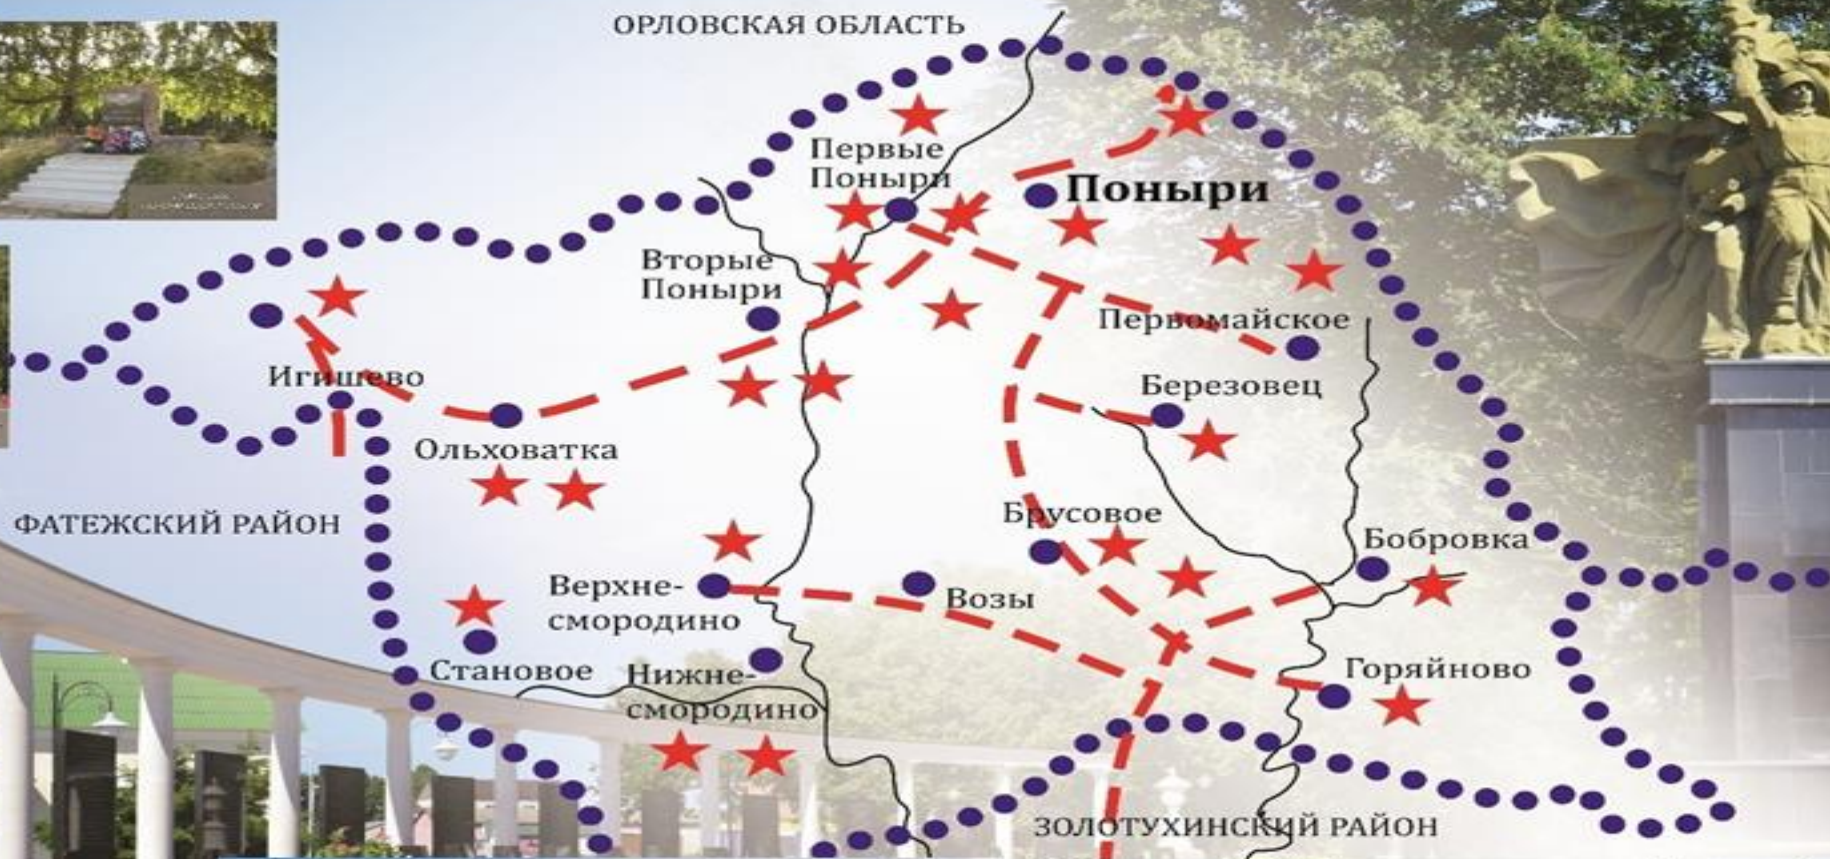 ОРЛОВСКАЯ ОБЛАСТЬ
Первые
Поныри
Поныри
Вторые
Поныри
Первомайское
Игишево
Березовец
Ольховатка
ФАТЕЖСКИЙ РАЙОН
Брусовое
Бобровка
Верхне-
смородино
Возы
Становое
Нижне-
смородино
Горяйново
ЗОЛОТУХИНСКИЙ РАЙОН